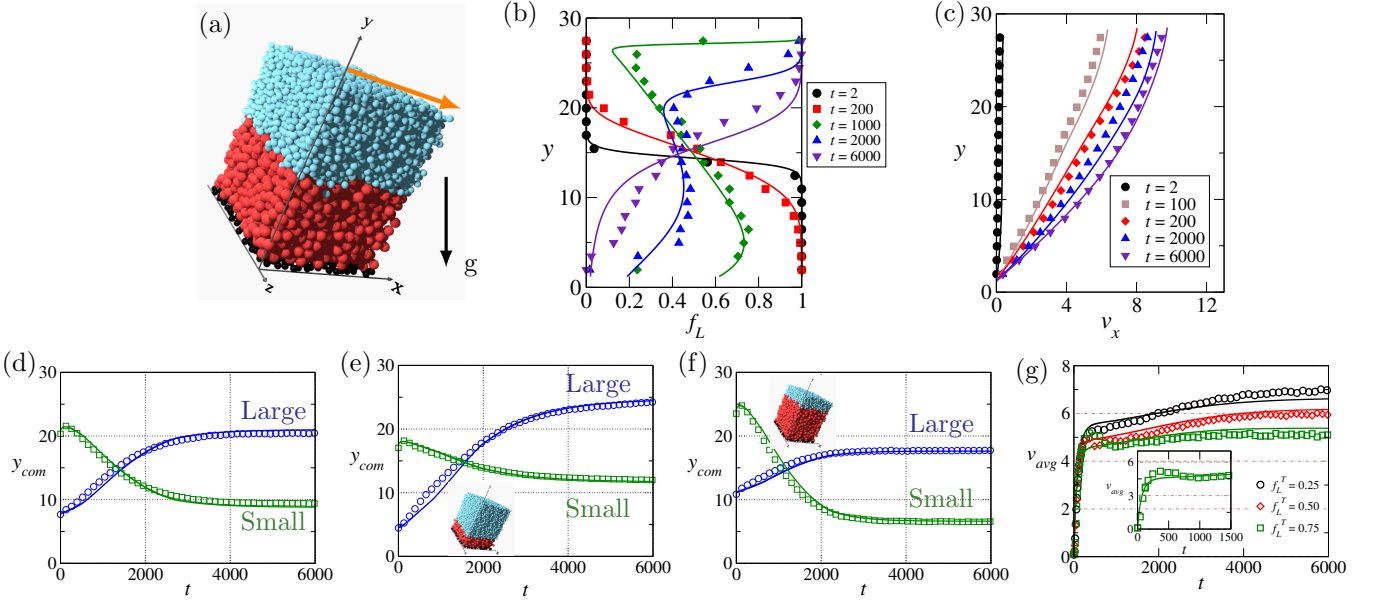 (a)
y
g
z
x
(b)
30
20
y
10
0
0 0.2 0.4 0.6 0.8 1
f_L
t = 2
t = 200
t = 1000
t = 2000
t = 6000
(c)
30
20
y
10
0
0 4 8 12
v_x
t = 2
t = 100
t = 200
t = 2000
t = 6000
(d)
30
20
y_com
10
0
0 2000 4000 6000
t
Large
Small
(e)
30
20
y_com
10
0
0 2000 4000 6000
t
Large
Small
(f)
30
20
y_com
10
0
0 2000 4000 6000
t
Large
Small
(g)
8
6
v_avg
4
2
0
0 2000 4000 6000
t
6
v_avg
3
0
0 500 1000 1500
t
f_L^T = 0.25
f_L^T = 0.50
f_L^T = 0.75